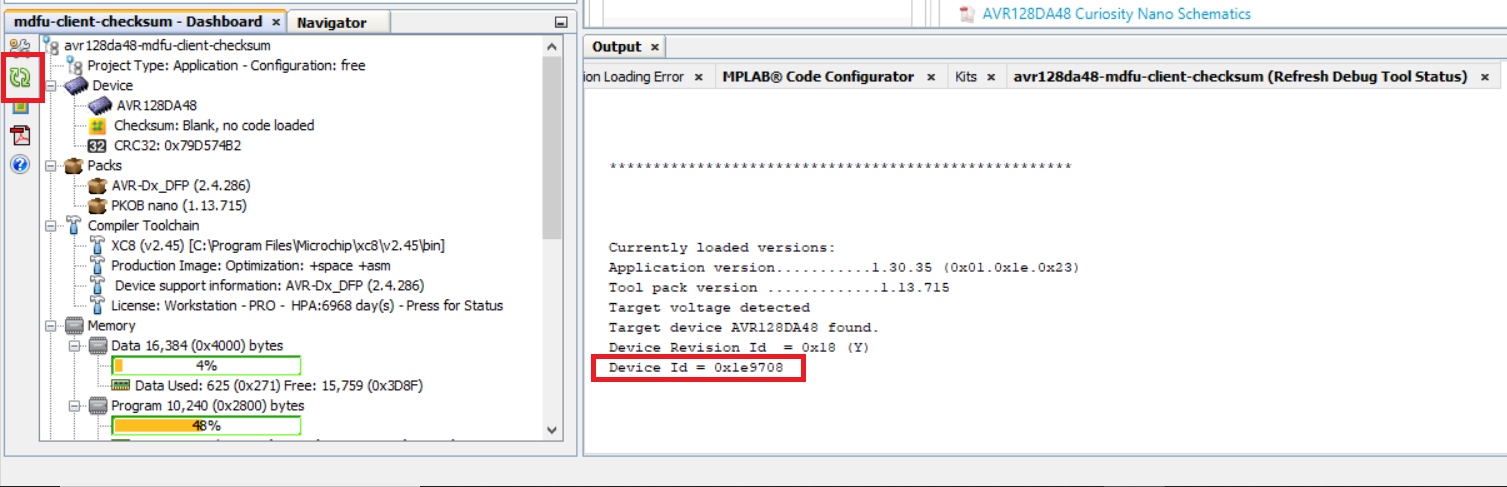 mdfu-client-checksum - Dashboard ×
Navigator
avr128da48-mdfu-client-checksum
Project Type: Application - Configuration: free
Device
AVR128DA48
Checksum: Blank, no code loaded
32 CRC32: 0x79D574B2
Packs
AVR-Dx_DFP (2.4.286)
PKOB nano (1.13.715)
Compiler Toolchain
XC8 (v2.45) [C:\Program Files\Microchip\xc8\v2.45\bin]
Production Image: Optimization: +space +asm
Device support information: AVR-Dx_DFP (2.4.286)
License: Workstation - PRO - HPA:6968 day(s) - Press for Status
Memory
Data 16,384 (0x4000) bytes
4%
Data Used: 625 (0x271) Free: 15,759 (0x3D8F)
Program 10,240 (0x2800) bytes
48%
AVR128DA48 Curiosity Nano Schematics
Output ×
ion Loading Error ×
MPLAB® Code Configurator ×
Kits ×
avr128da48-mdfu-client-checksum (Refresh Debug Tool Status) ×
*****************************************************
Currently loaded versions:
Application version...........1.30.35 (0x01.0x1e.0x23)
Tool pack version .............1.13.715
Target voltage detected
Target device AVR128DA48 found.
Device Revision Id  = 0x18 (Y)
Device Id = 0x1e9708